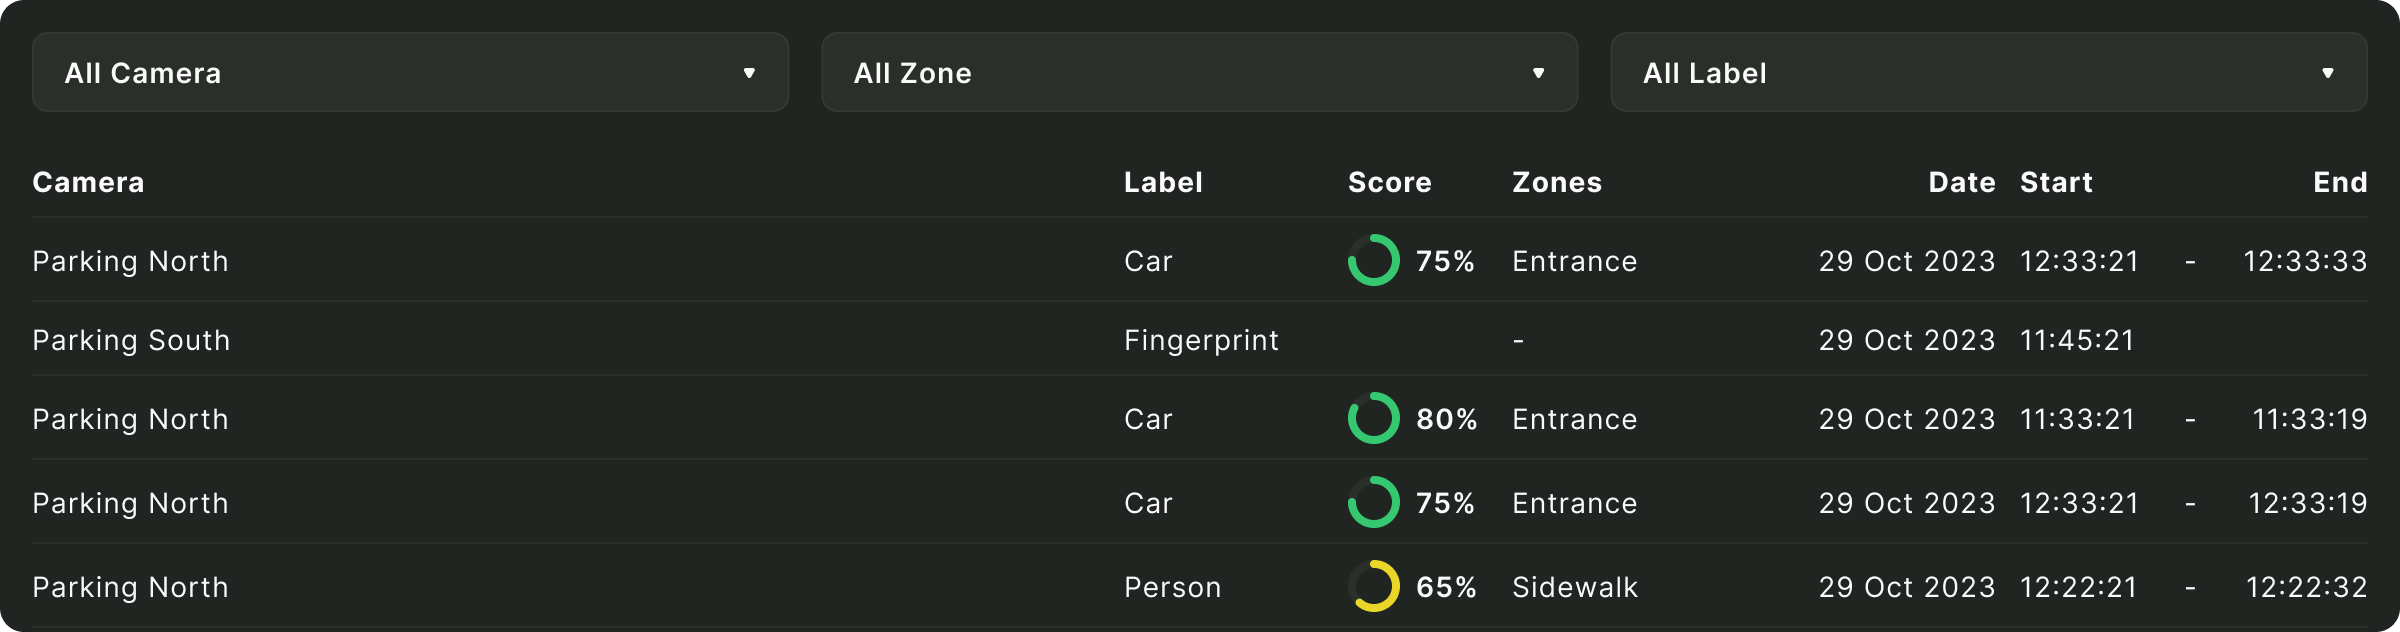 All Camera All Zone All Label
Camera Label Score Zones Date Start End
Parking North Car 75% Entrance 29 Oct 2023 12:33:21 - 12:33:33
Parking South Fingerprint - 29 Oct 2023 11:45:21
Parking North Car 80% Entrance 29 Oct 2023 11:33:21 - 11:33:19
Parking North Car 75% Entrance 29 Oct 2023 12:33:21 - 12:33:19
Parking North Person 65% Sidewalk 29 Oct 2023 12:22:21 - 12:22:32